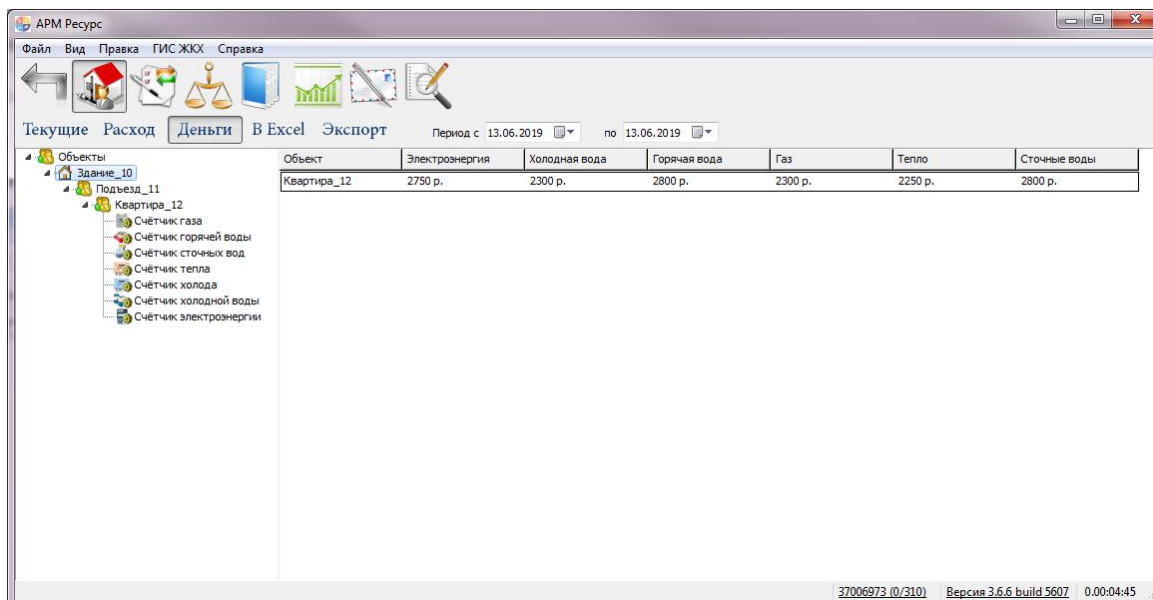 АРМ Ресурс
Файл Вид Правка ГИС ЖКХ Справка
Текущие Расход Деньги В Excel Экспорт Период с 13.06.2019 по 13.06.2019
Объекты
Здание_10
Подъезд_11
Квартира_12
Счётчик газа
Счётчик горячей воды
Счётчик сточных вод
Счётчик тепла
Счётчик холода
Счётчик холодной воды
Счётчик электроэнергии
Объект Электроэнергия Холодная вода Горячая вода Газ Тепло Сточные воды
Квартира_12 2750 р. 2300 р. 2800 р. 2300 р. 2250 р. 2800 р.
37006973 (0/310) Версия 3.6.6 build 5607 0.00:04:45